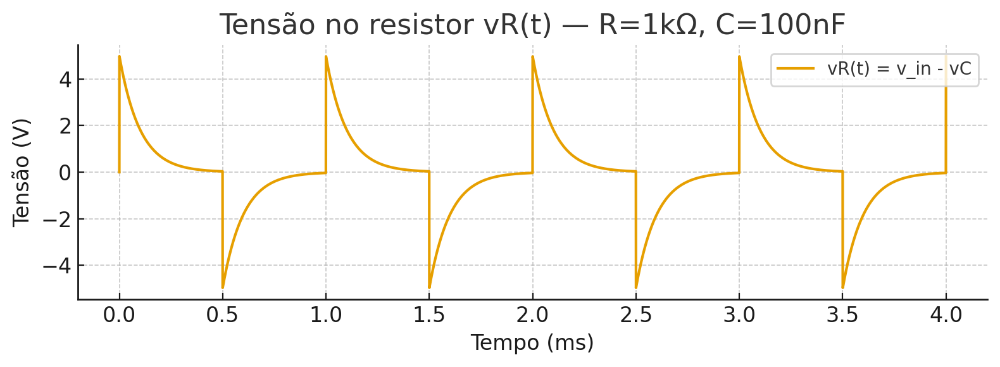 Tensão no resistor vR(t) — R=1kΩ, C=100nF
vR(t) = v_in - vC
Tensão (V)
4
2
0
−2
−4
0.0 0.5 1.0 1.5 2.0 2.5 3.0 3.5 4.0
Tempo (ms)